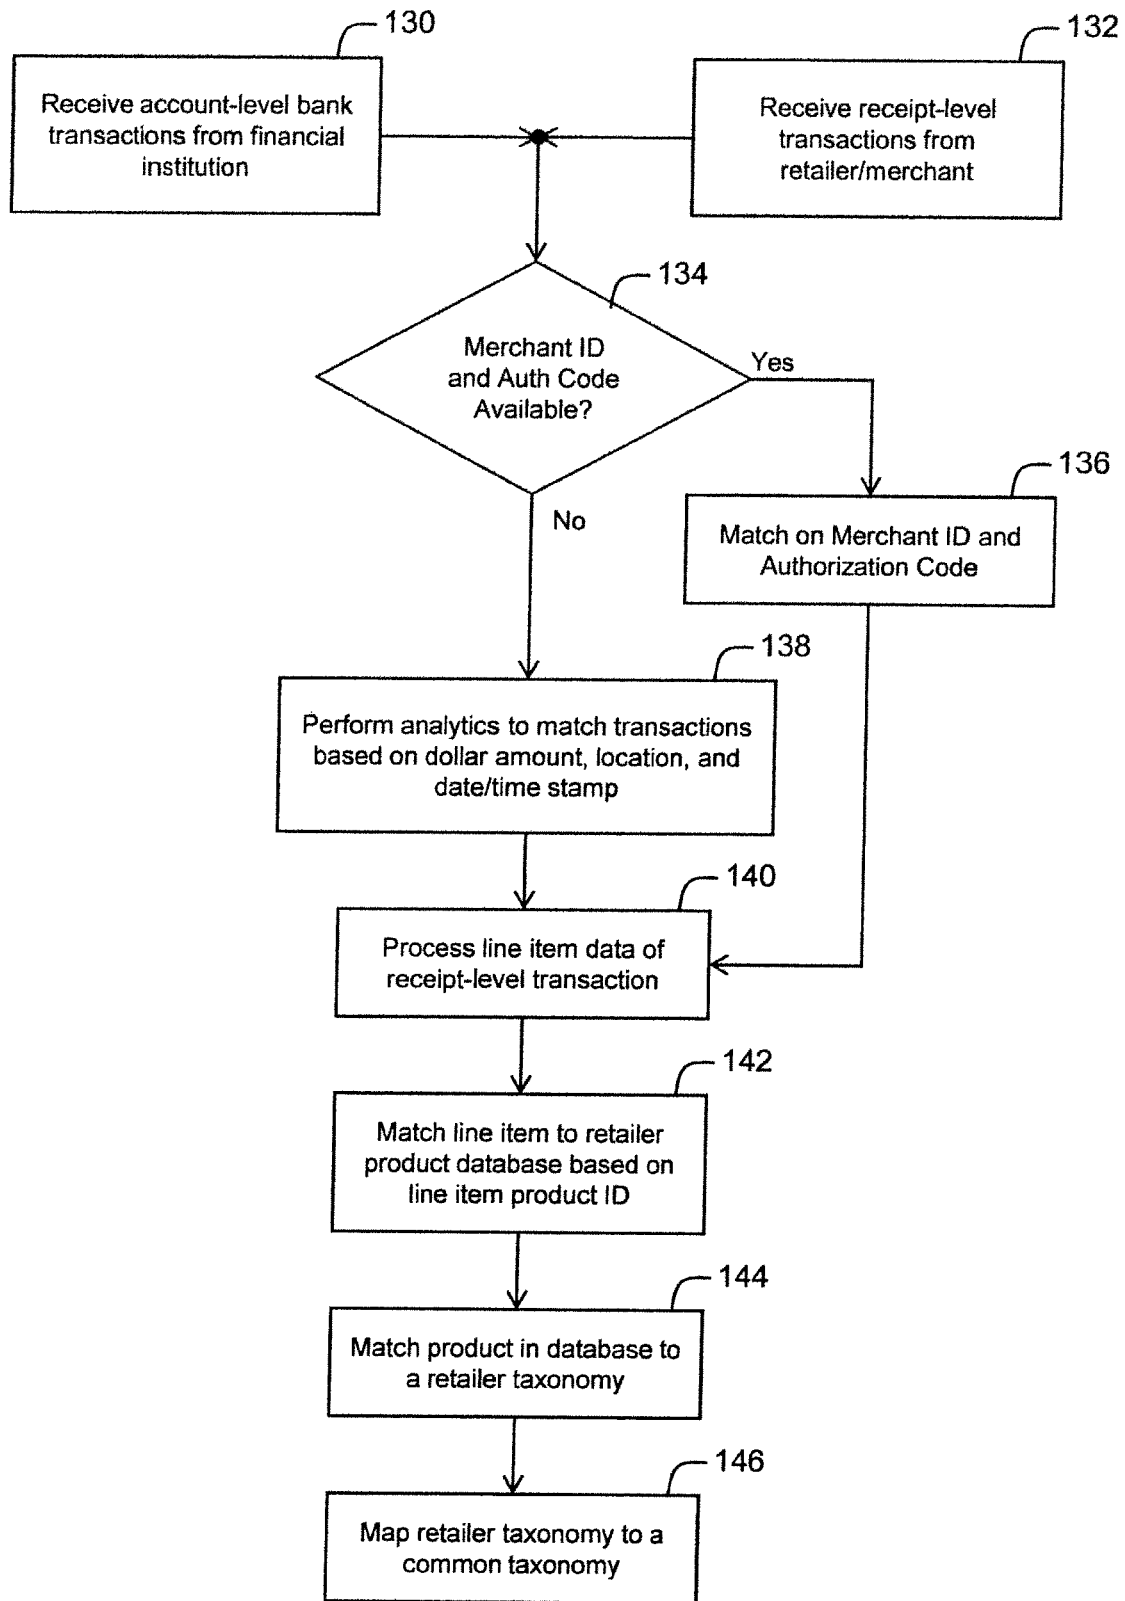 130
132
Receive account-level bank
transactions from financial
institution
Receive receipt-level
transactions from
retailer/merchant
134
Merchant ID
and Auth Code
Available?
Yes
No
136
Match on Merchant ID and
Authorization Code
138
Perform analytics to match transactions
based on dollar amount, location, and
date/time stamp
140
Process line item data of
receipt-level transaction
142
Match line item to retailer
product database based on
line item product ID
144
Match product in database to
a retailer taxonomy
146
Map retailer taxonomy to a
common taxonomy